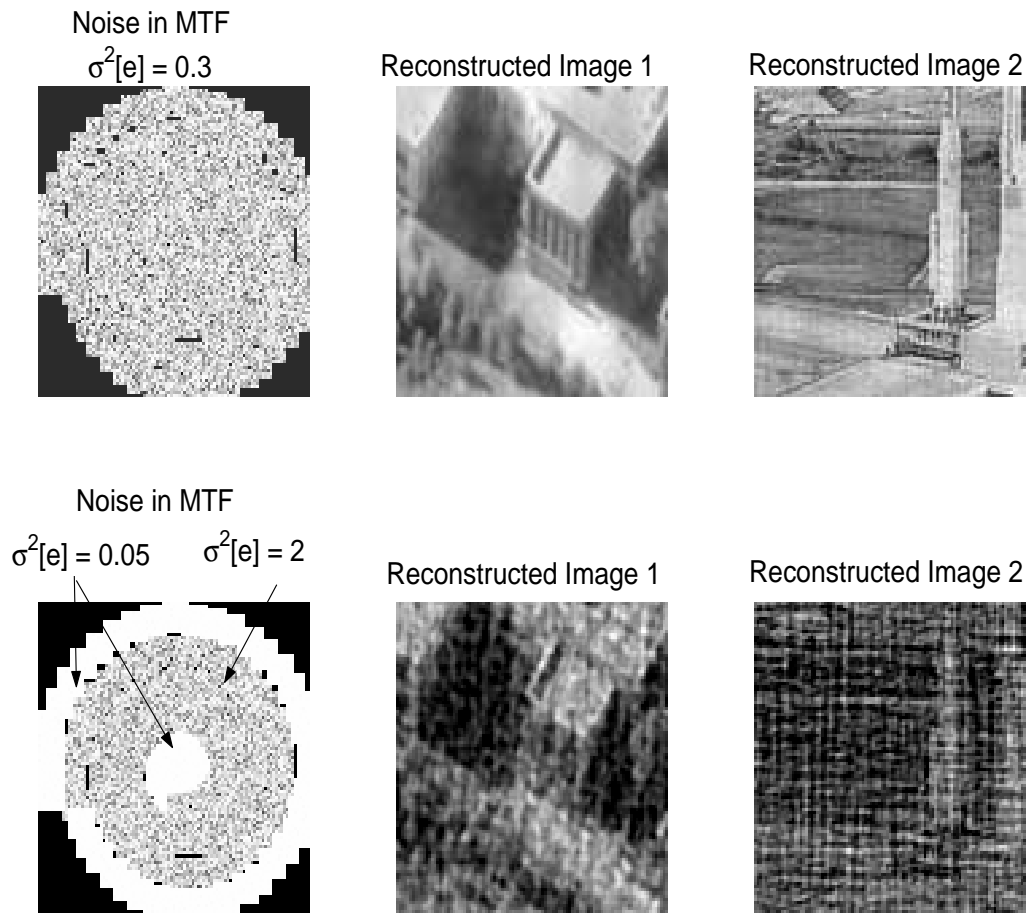 Noise in MTF
σ²[e] = 0.3
Reconstructed Image 1
Reconstructed Image 2
Noise in MTF
σ²[e] = 0.05
σ²[e] = 2
Reconstructed Image 1
Reconstructed Image 2